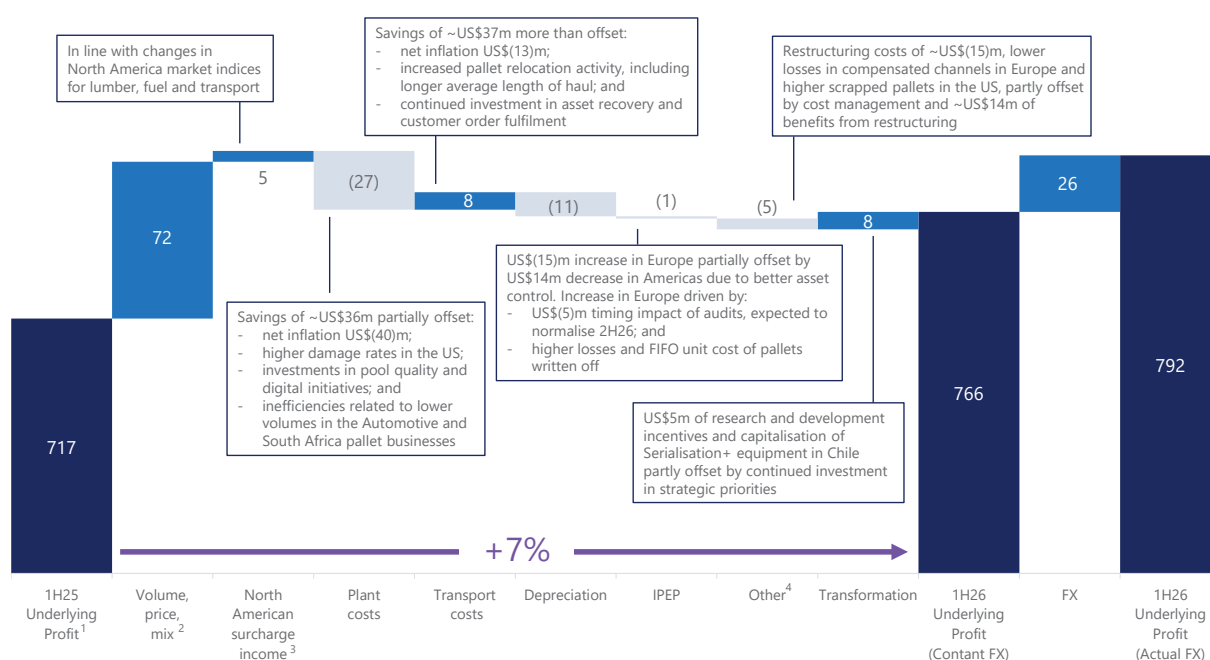 In line with changes in
North America market indices
for lumber, fuel and transport
Savings of ~US$37m more than offset:
- net inflation US$(13)m;
- increased pallet relocation activity, including
longer average length of haul; and
- continued investment in asset recovery and
customer order fulfilment
Restructuring costs of ~US$(15)m, lower
losses in compensated channels in Europe and
higher scrapped pallets in the US, partly offset
by cost management and ~US$14m of
benefits from restructuring
717
72
5
(27)
8
(11)
(1)
(5)
8
766
26
792
Savings of ~US$36m partially offset:
- net inflation US$(40)m;
- higher damage rates in the US;
- investments in pool quality and
digital initiatives; and
- inefficiencies related to lower
volumes in the Automotive and
South Africa pallet businesses
US$(15)m increase in Europe partially offset by
US$14m decrease in Americas due to better asset
control. Increase in Europe driven by:
- US$(5)m timing impact of audits, expected to
normalise 2H26; and
- higher losses and FIFO unit cost of pallets
written off
US$5m of research and development
incentives and capitalisation of
Serialisation+ equipment in Chile
partly offset by continued investment
in strategic priorities
+7%
1H25
Underlying
Profit 1
Volume,
price,
mix 2
North
American
surcharge
income 3
Plant
costs
Transport
costs
Depreciation
IPEP
Other 4
Transformation
1H26
Underlying
Profit
(Contant FX)
FX
1H26
Underlying
Profit
(Actual FX)